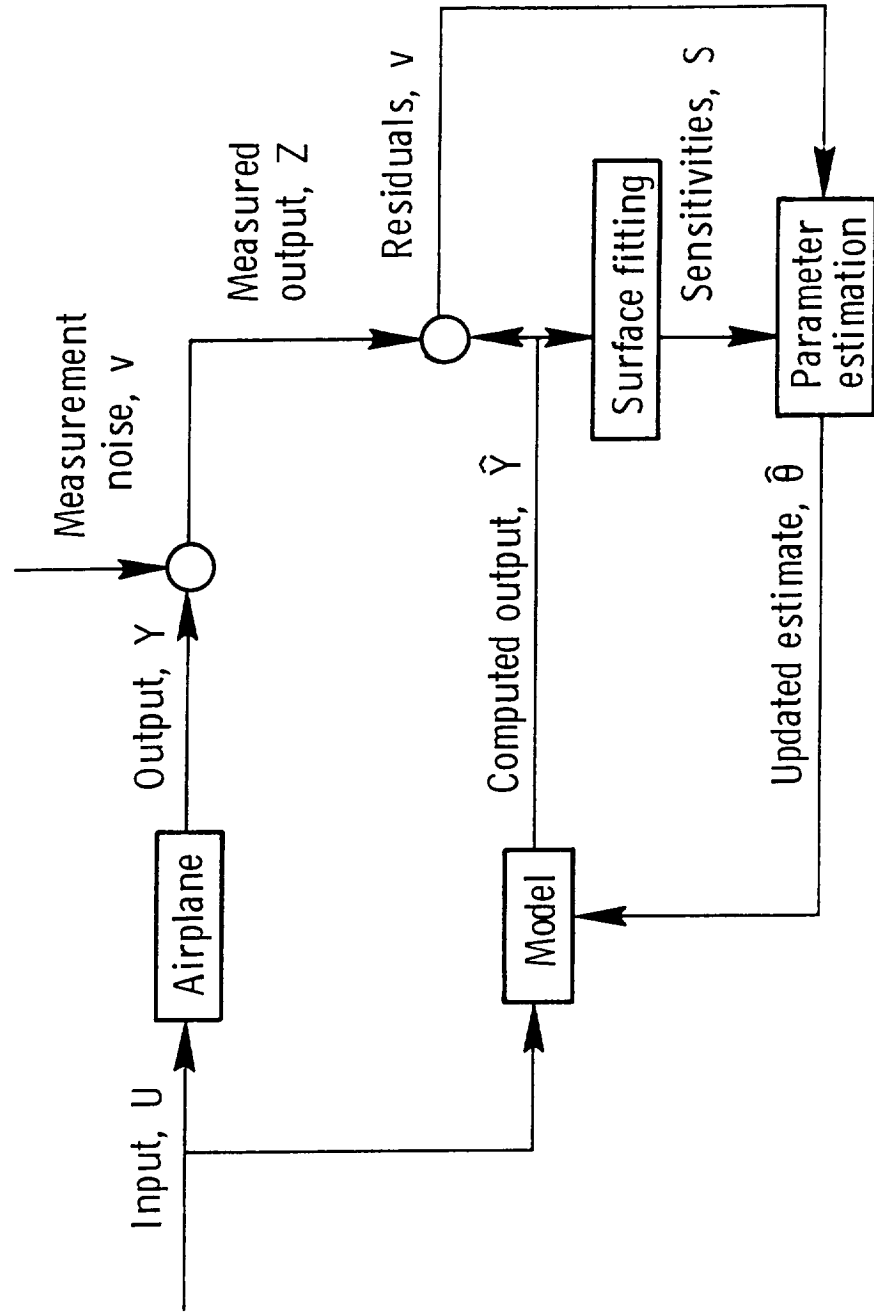 Measurement
noise, v
Input, U
Airplane
Output, Y
Measured
output, Z
Residuals, v
Model
Computed output, Ŷ
Surface fitting
Sensitivities, S
Updated estimate, θ̂
Parameter
estimation